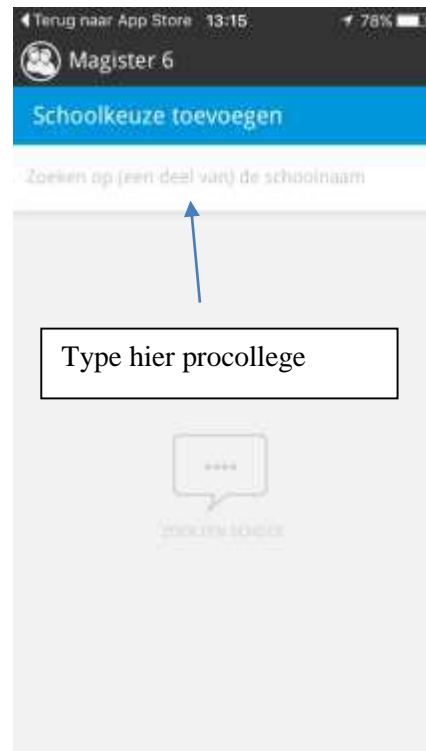 Terug naar App Store 13:15 78%
Magister 6
Schoolkeuze toevoegen
Zoeken op (een deel van) de schoolnaam
Type hier procollege